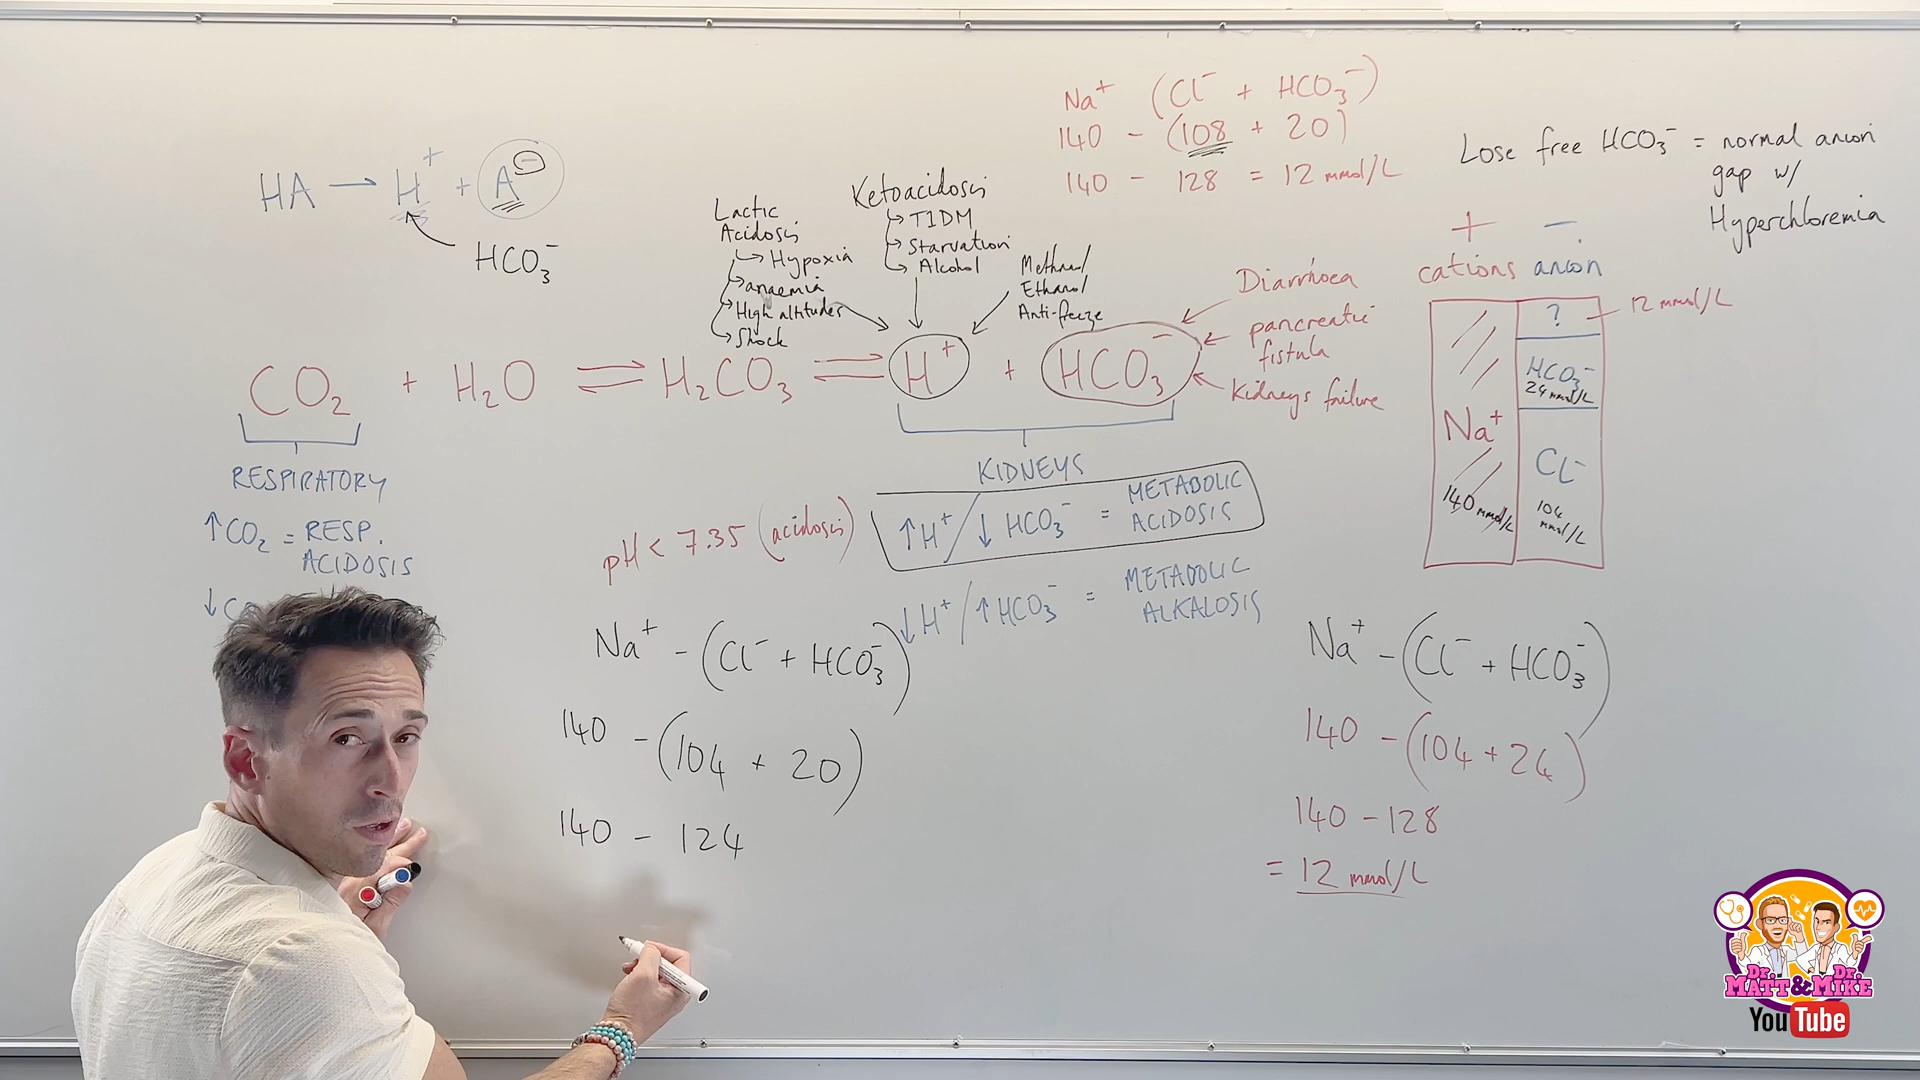 Na⁺ - (Cl⁻ + HCO₃⁻)
140 - (108 + 20)
140 - 128 = 12 mmol/L
Lose free HCO₃⁻ = normal anion
gap w/
Hyperchloremia
HA → H⁺ + A⊖
HCO₃⁻
Lactic
Acidosis
↳ Hypoxia
↳ anaemia
↳ High altitudes
↳ Shock
Ketoacidosis
↳ T1DM
↳ Starvation
↳ Alcohol
Methanol
Ethanol
Anti-freeze
Diarrhoea
pancreatic
fistula
Kidneys failure
CO₂ + H₂O ⇌ H₂CO₃ ⇌ H⁺ + HCO₃⁻
RESPIRATORY
↑CO₂ = RESP.
ACIDOSIS
KIDNEYS
pH < 7.35 (acidosis)
↑H⁺/↓HCO₃⁻ = METABOLIC
ACIDOSIS
↓H⁺/↑HCO₃⁻ = METABOLIC
ALKALOSIS
+ -
cations anion
? 12 mmol/L
HCO₃⁻
24 mmol/L
Na⁺
140 mmol/L
Cl⁻
104
mmol/L
Na⁺ - (Cl⁻ + HCO₃⁻)
140 - (104 + 20)
140 - 124
Na⁺ - (Cl⁻ + HCO₃⁻)
140 - (104 + 24)
140 - 128
= 12 mmol/L
Dr. Dr.
MATT & MIKE
YouTube